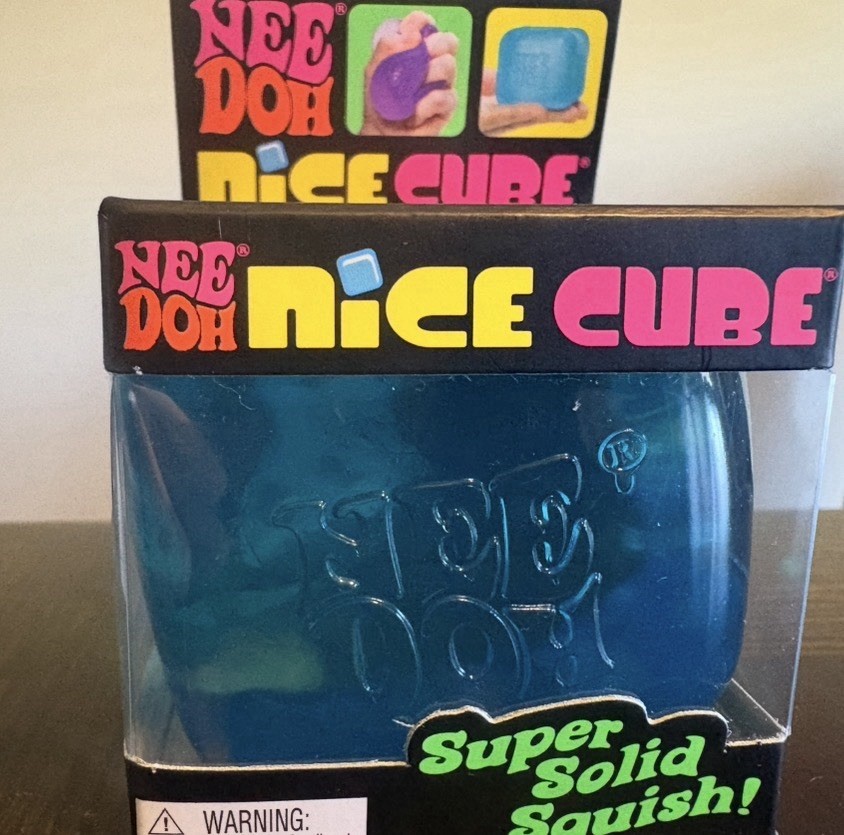 NEE®
DOH
NiCE CUBE®
NEE®
DOH
NiCE CUBE®
NEE®
DOH
Super
Solid
Squish!
⚠ WARNING: